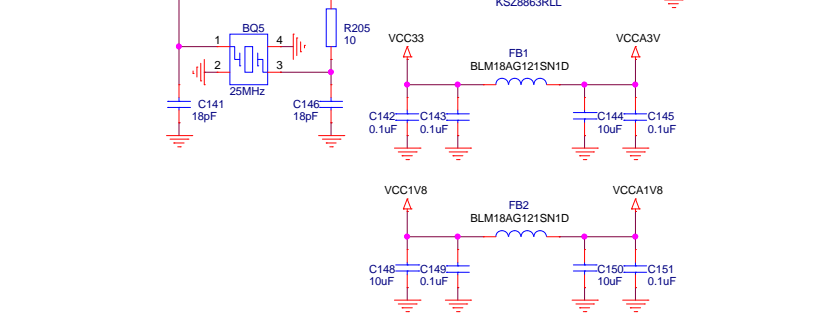 KSZ8863RLL
BQ5
1
4
2
3
25MHz
R205
10
C141
18pF
C146
18pF
VCC33
FB1
BLM18AG121SN1D
VCCA3V
C142
0.1uF
C143
0.1uF
C144
10uF
C145
0.1uF
VCC1V8
FB2
BLM18AG121SN1D
VCCA1V8
C148
10uF
C149
0.1uF
C150
10uF
C151
0.1uF